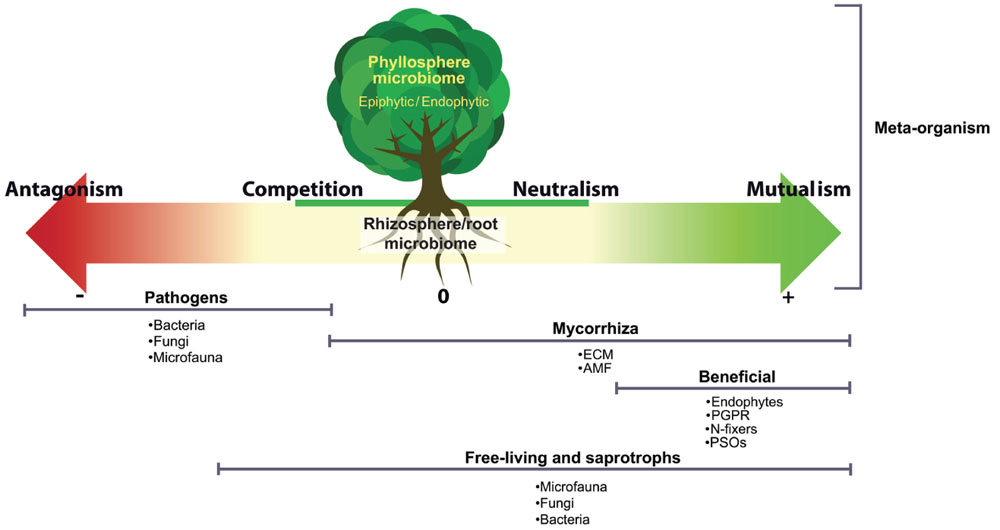 Phyllosphere
microbiome
Epiphytic/Endophytic
Meta-organism
Antagonism
Competition
Neutralism
Mutualism
Rhizosphere/root
microbiome
-
0
+
Pathogens
•Bacteria
•Fungi
•Microfauna
Mycorrhiza
•ECM
•AMF
Beneficial
•Endophytes
•PGPR
•N-fixers
•PSOs
Free-living and saprotrophs
•Microfauna
•Fungi
•Bacteria